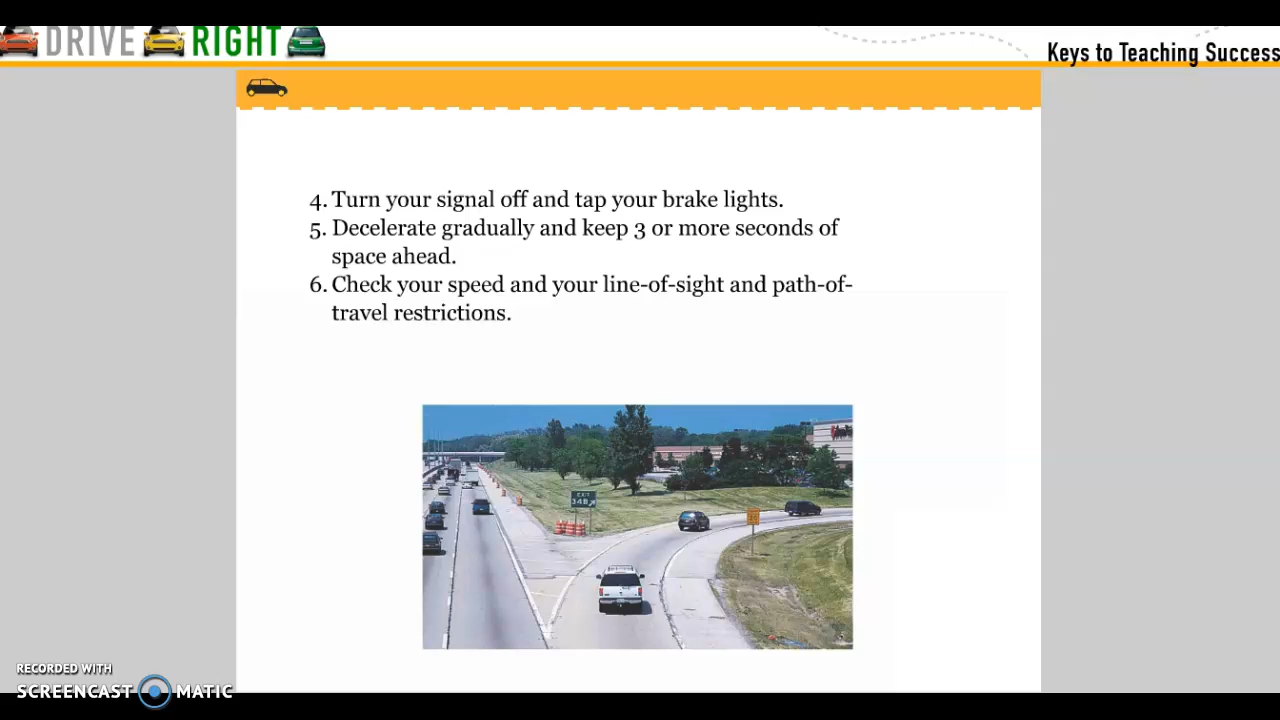 DRIVE RIGHT
Keys to Teaching Success
4. Turn your signal off and tap your brake lights.
5. Decelerate gradually and keep 3 or more seconds of
space ahead.
6. Check your speed and your line-of-sight and path-of-
travel restrictions.
EXIT
34B
RECORDED WITH
SCREENCAST MATIC